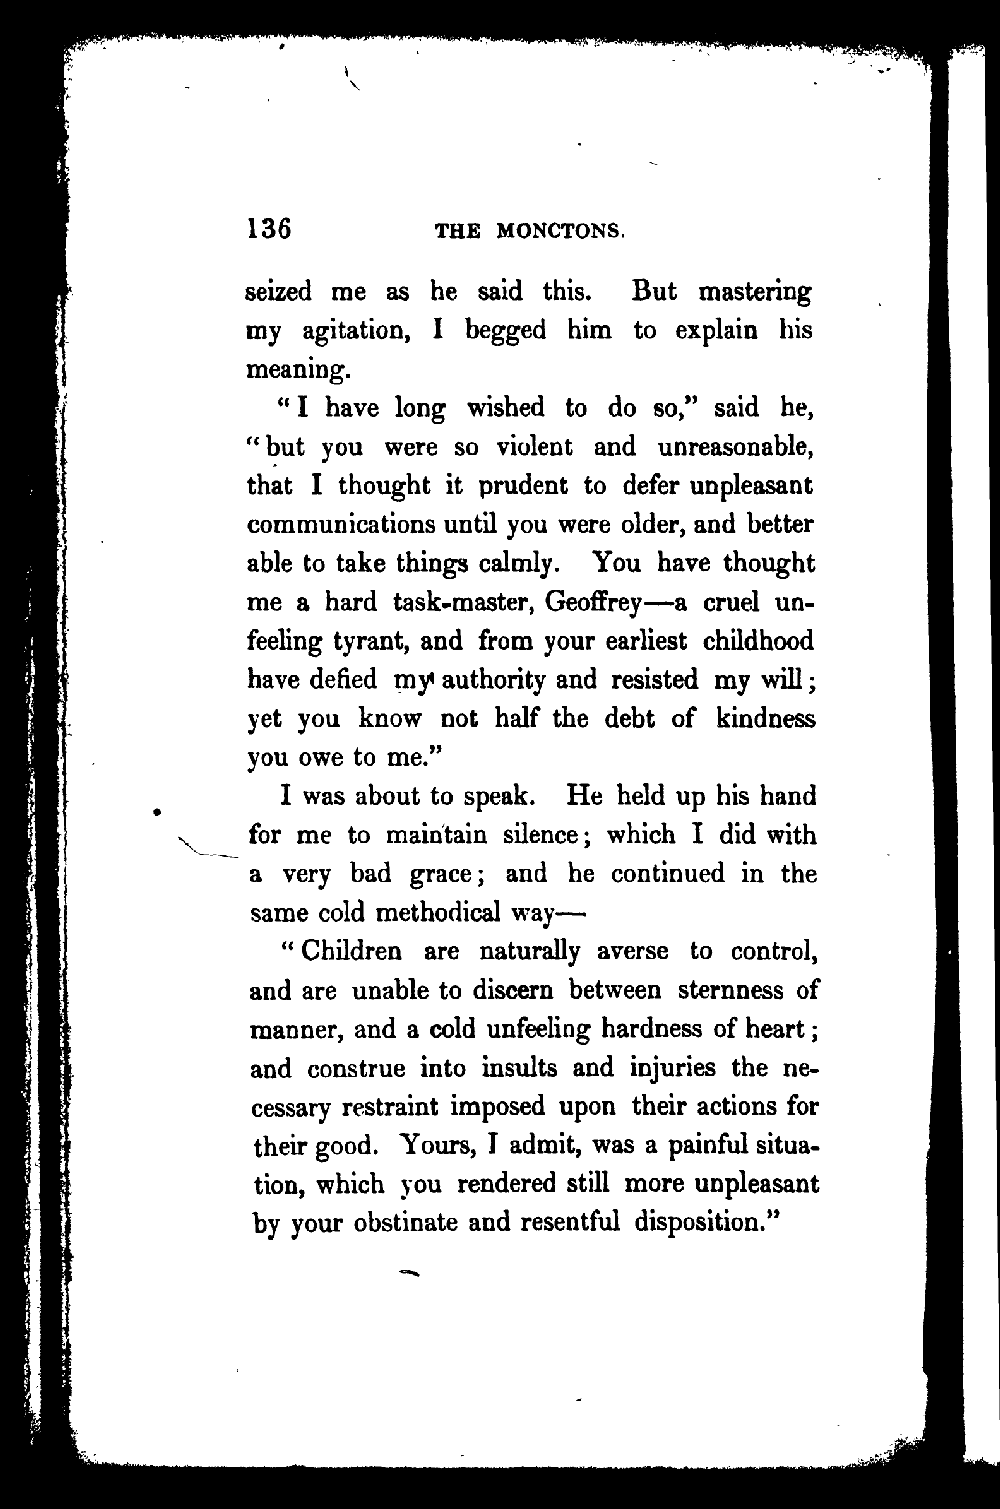 136 THE MONCTONS.
seized me as he said this. But mastering
my agitation, I begged him to explain his
meaning.
“I have long wished to do so,” said he,
“but you were so violent and unreasonable,
that I thought it prudent to defer unpleasant
communications until you were older, and better
able to take things calmly. You have thought
me a hard task-master, Geoffrey—a cruel un-
feeling tyrant, and from your earliest childhood
have defied my authority and resisted my will;
yet you know not half the debt of kindness
you owe to me.”
I was about to speak. He held up his hand
for me to maintain silence; which I did with
a very bad grace; and he continued in the
same cold methodical way—
“Children are naturally averse to control,
and are unable to discern between sternness of
manner, and a cold unfeeling hardness of heart;
and construe into insults and injuries the ne-
cessary restraint imposed upon their actions for
their good. Yours, I admit, was a painful situa-
tion, which you rendered still more unpleasant
by your obstinate and resentful disposition.”